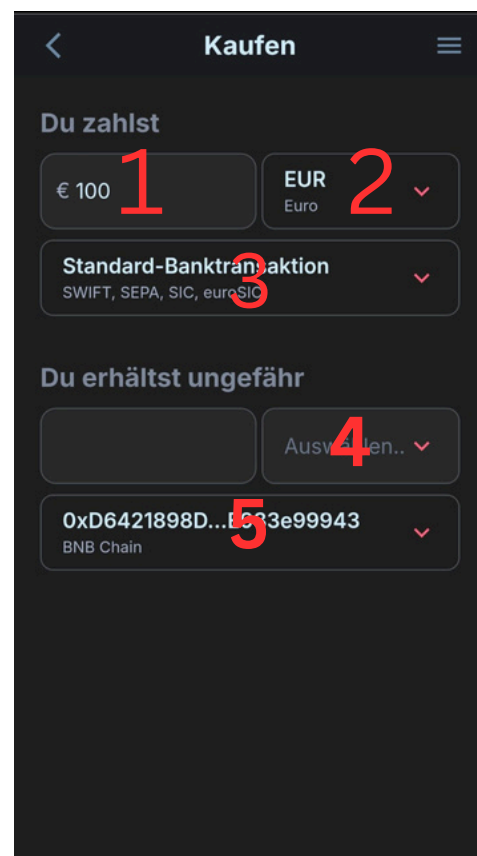 Kaufen
Du zahlst
€ 100
1
EUR
Euro
2
Standard-Banktransaktion
SWIFT, SEPA, SIC, euroSIC
3
Du erhältst ungefähr
Auswählen..
4
0xD6421898D...E933e99943
BNB Chain
5